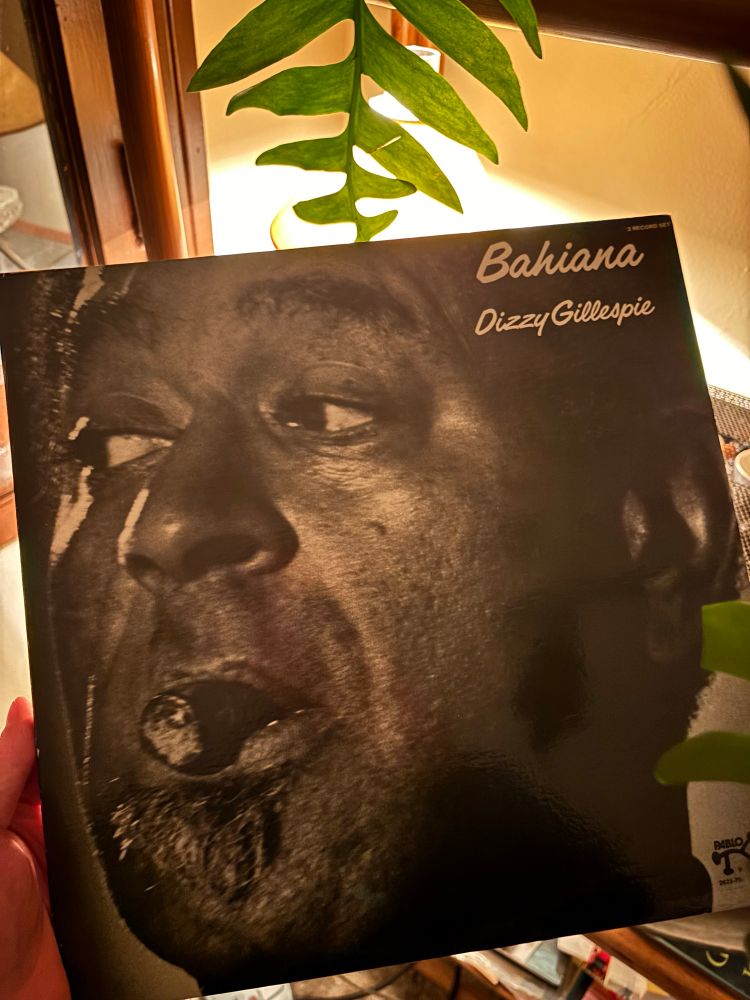 2 RECORD SET
Bahiana
Dizzy Gillespie
PABLO